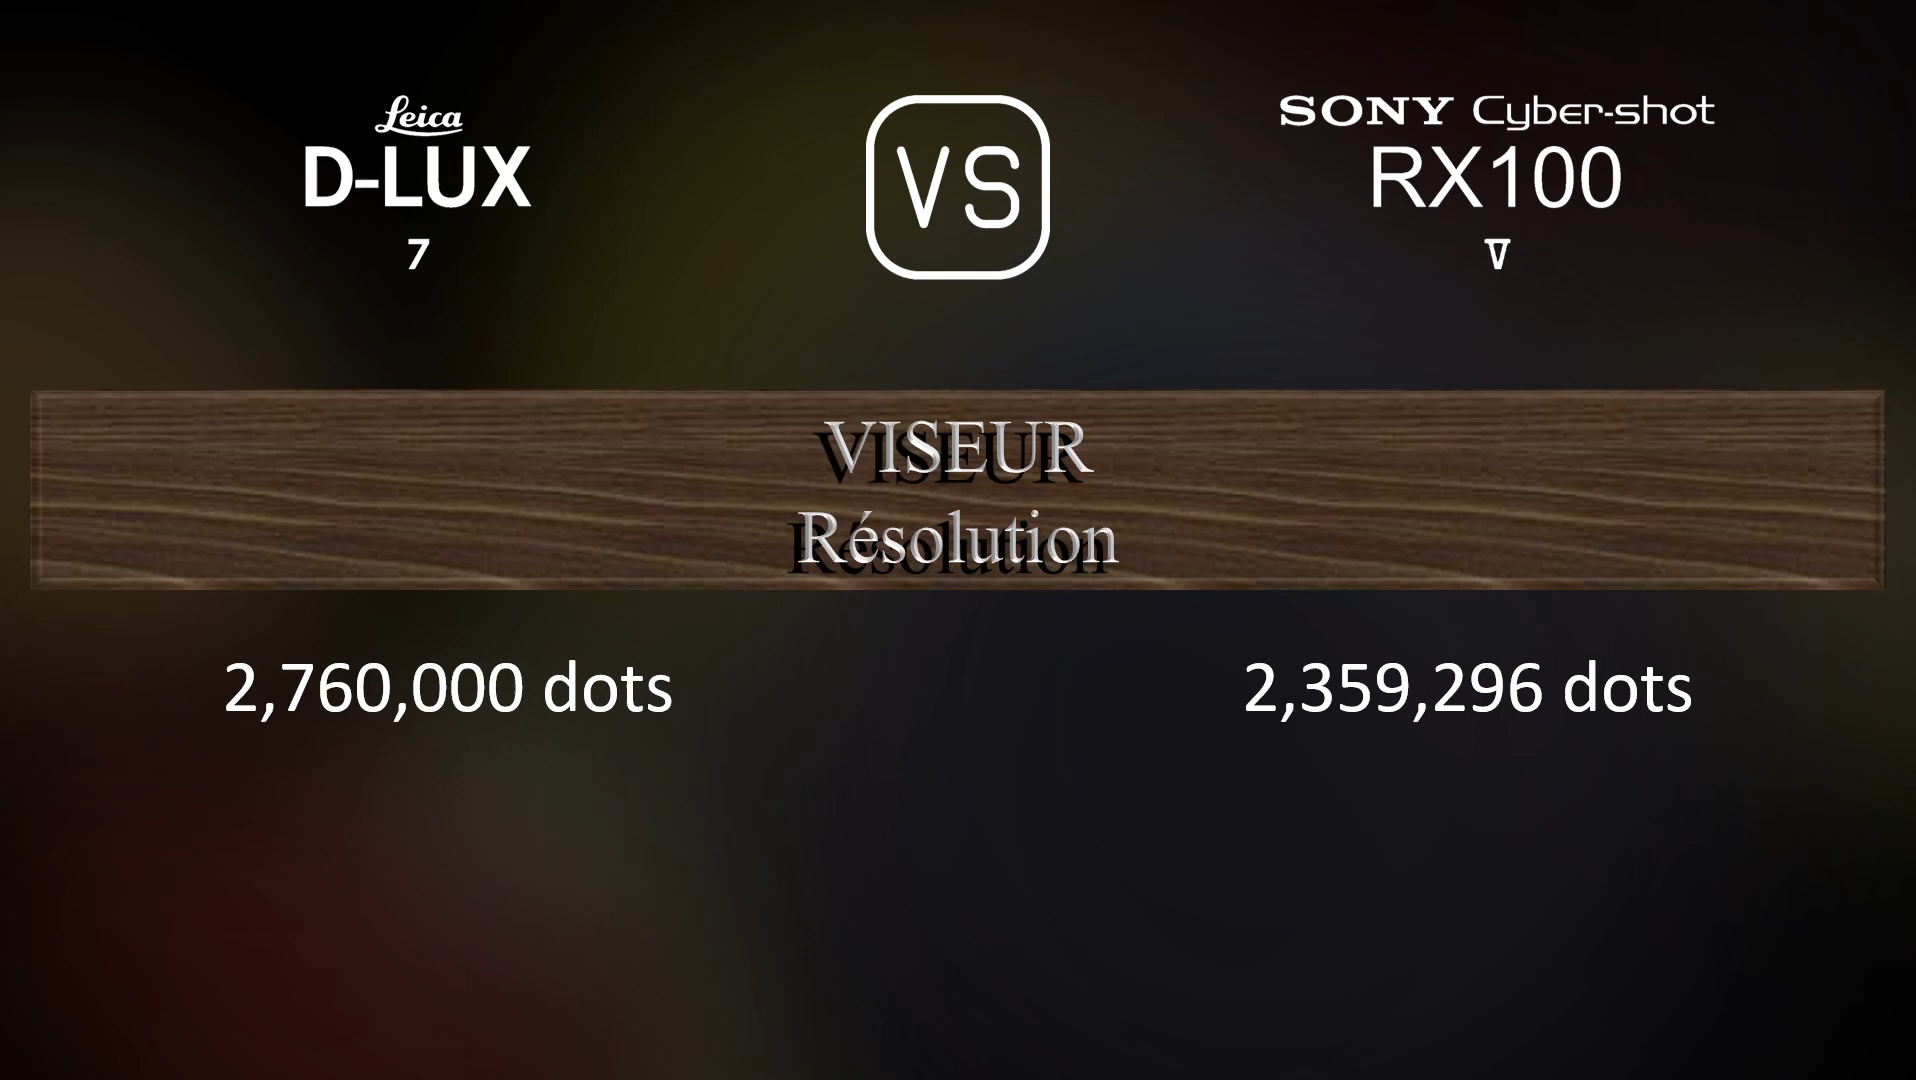 Leica
D-LUX
7
VS
SONY Cyber-shot
RX100
V
VISEUR
Résolution
2,760,000 dots
2,359,296 dots